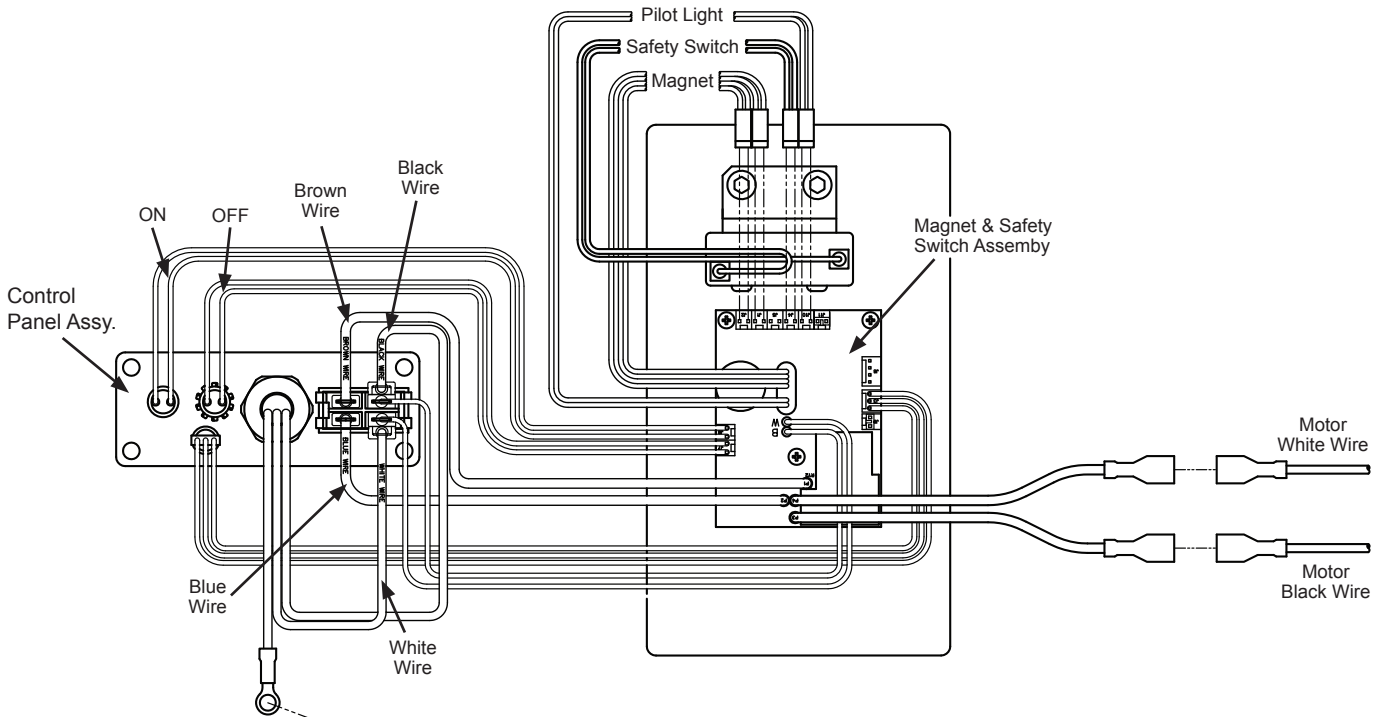 Pilot Light
Safety Switch
Magnet
Black
Wire
Brown
Wire
ON
OFF
Magnet & Safety
Switch Assemby
Control
Panel Assy.
BROWN WIRE
BLACK WIRE
BLUE WIRE
WHITE WIRE
W
B
Motor
White Wire
Blue
Wire
Motor
Black Wire
White
Wire